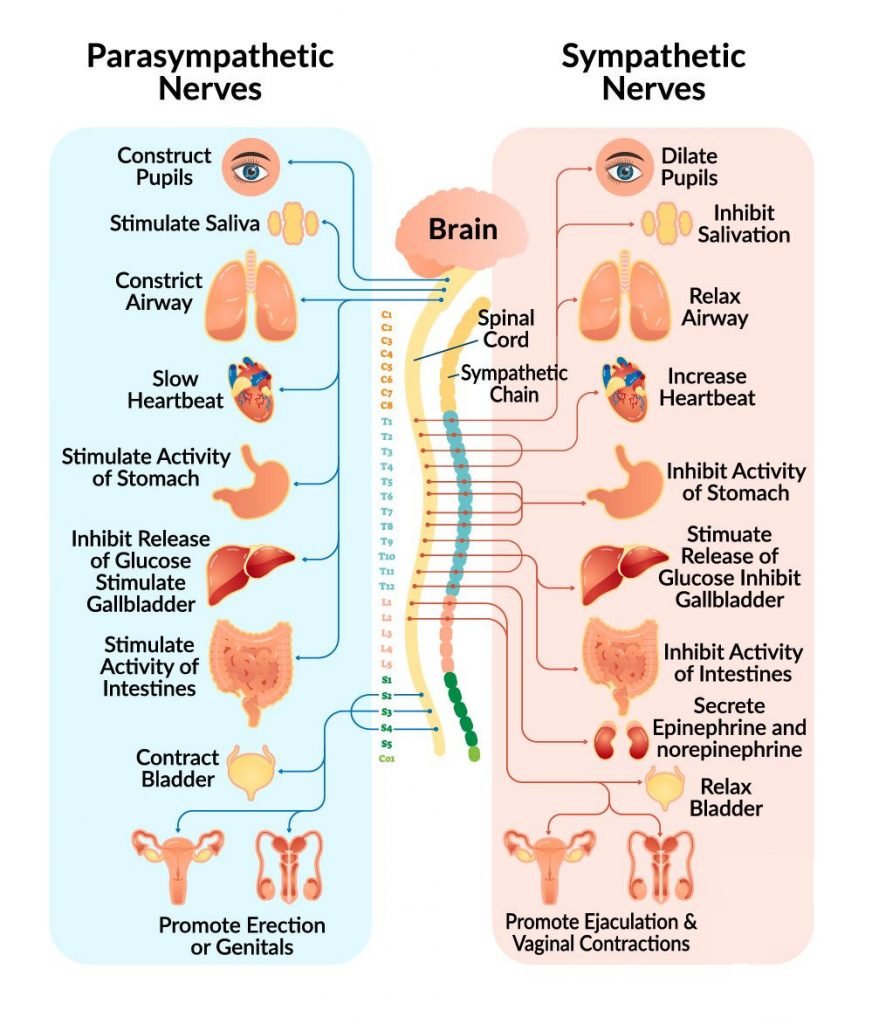 Parasympathetic
Nerves
Sympathetic
Nerves
Construct
Pupils
Stimulate Saliva
Constrict
Airway
Slow
Heartbeat
Stimulate Activity
of Stomach
Inhibit Release
of Glucose
Stimulate
Gallbladder
Stimulate
Activity of
Intestines
Contract
Bladder
Promote Erection
or Genitals
Brain
Spinal
Cord
Sympathetic
Chain
C1
C2
C3
C4
C5
C6
C7
C8
T1
T2
T3
T4
T5
T6
T7
T8
T9
T10
T11
T12
L1
L2
L3
L4
L5
S1
S2
S3
S4
S5
Co1
Dilate
Pupils
Inhibit
Salivation
Relax
Airway
Increase
Heartbeat
Inhibit Activity
of Stomach
Stimuate
Release of
Glucose Inhibit
Gallbladder
Inhibit Activity
of Intestines
Secrete
Epinephrine and
norepinephrine
Relax
Bladder
Promote Ejaculation &
Vaginal Contractions